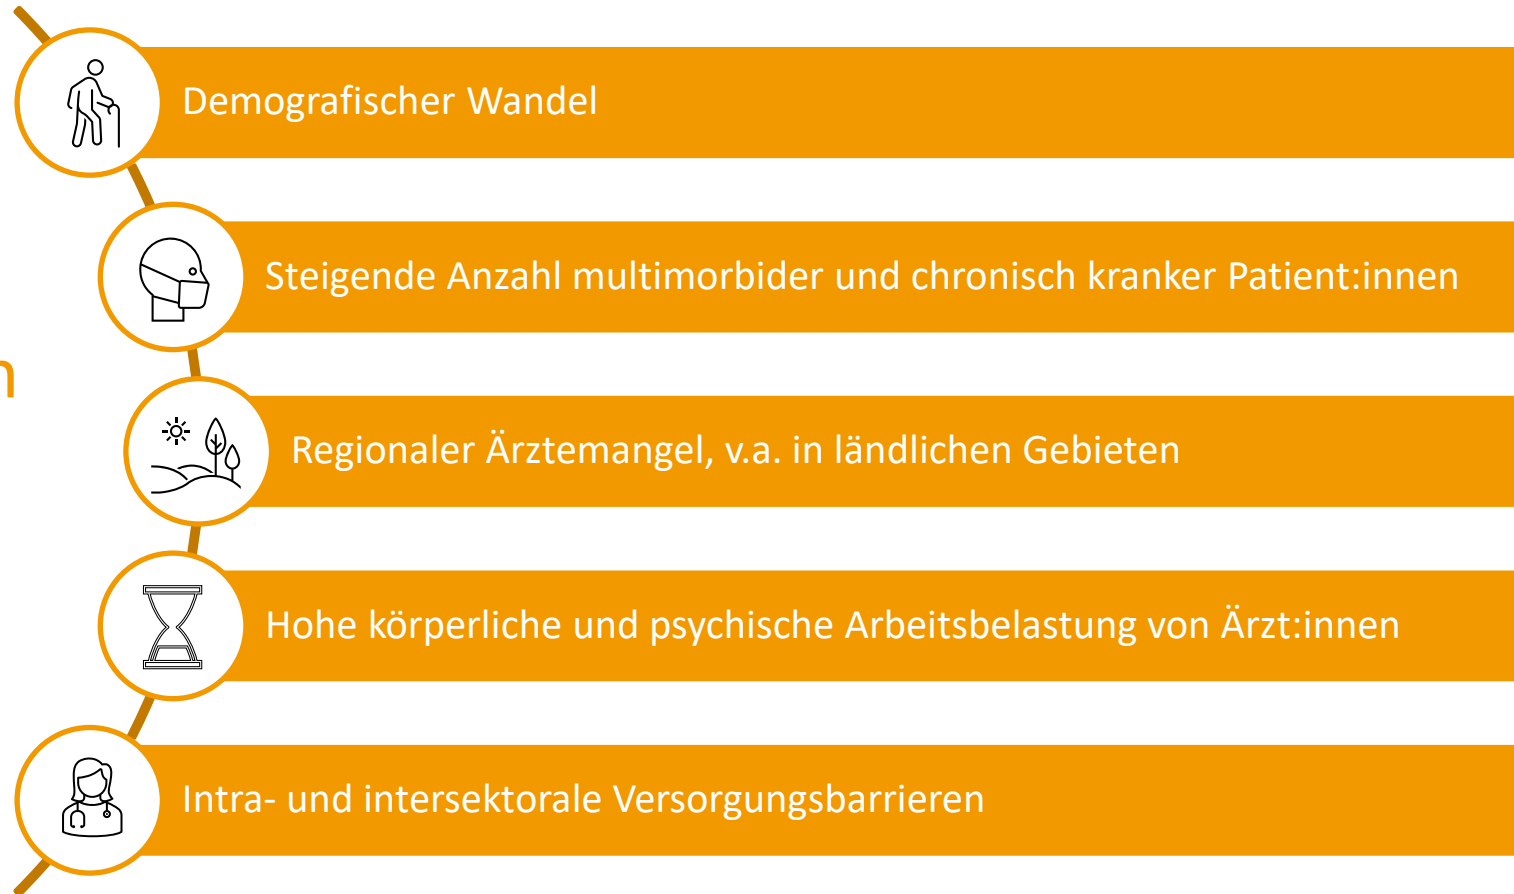 Demografischer Wandel
Steigende Anzahl multimorbider und chronisch kranker Patient:innen
Regionaler Ärztemangel, v.a. in ländlichen Gebieten
Hohe körperliche und psychische Arbeitsbelastung von Ärzt:innen
Intra- und intersektorale Versorgungsbarrieren